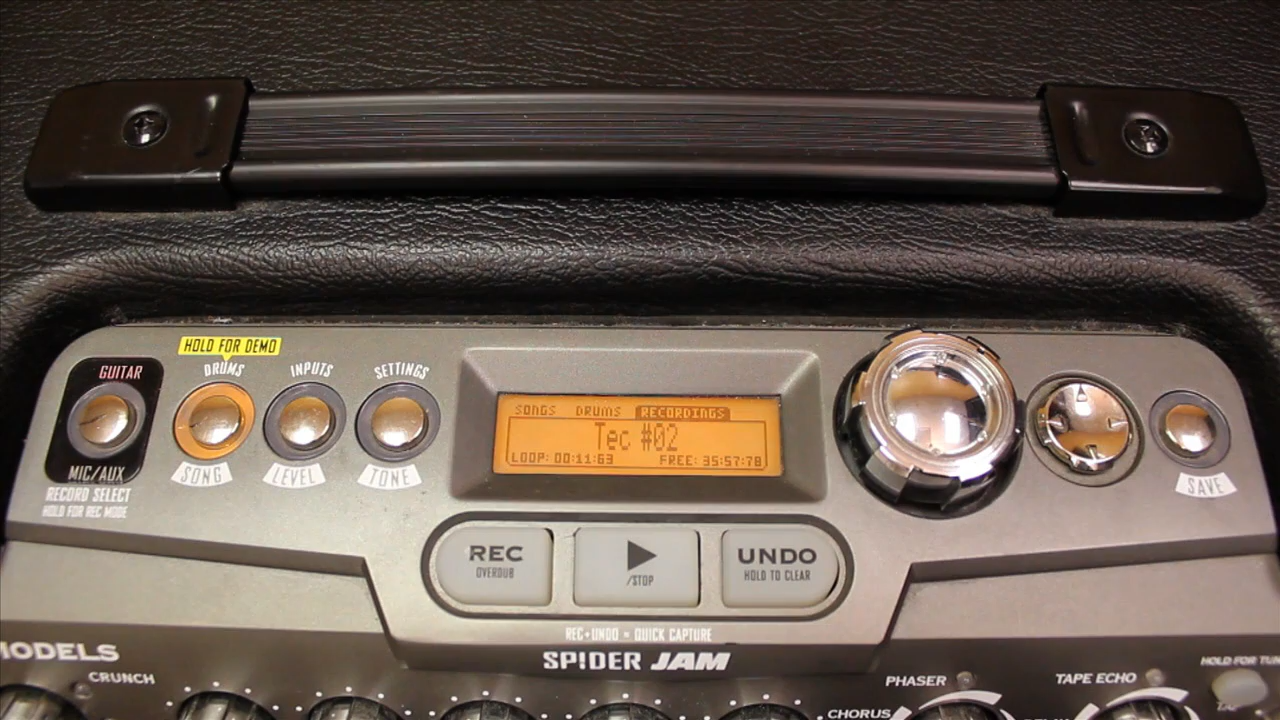 HOLD FOR DEMO
GUITAR
DRUMS
INPUTS
SETTINGS
MIC/AUX
RECORD SELECT
HOLD FOR REC MODE
SONG
LEVEL
TONE
SONGS DRUMS RECORDINGS
Tec #02
LOOP: 00:11:63 FREE: 35:57:78
SAVE
REC
OVERDUB
/STOP
UNDO
HOLD TO CLEAR
REC+UNDO = QUICK CAPTURE
SPIDER JAM
MODELS
CRUNCH
PHASER
CHORUS
TAPE ECHO
HOLD FOR TUN